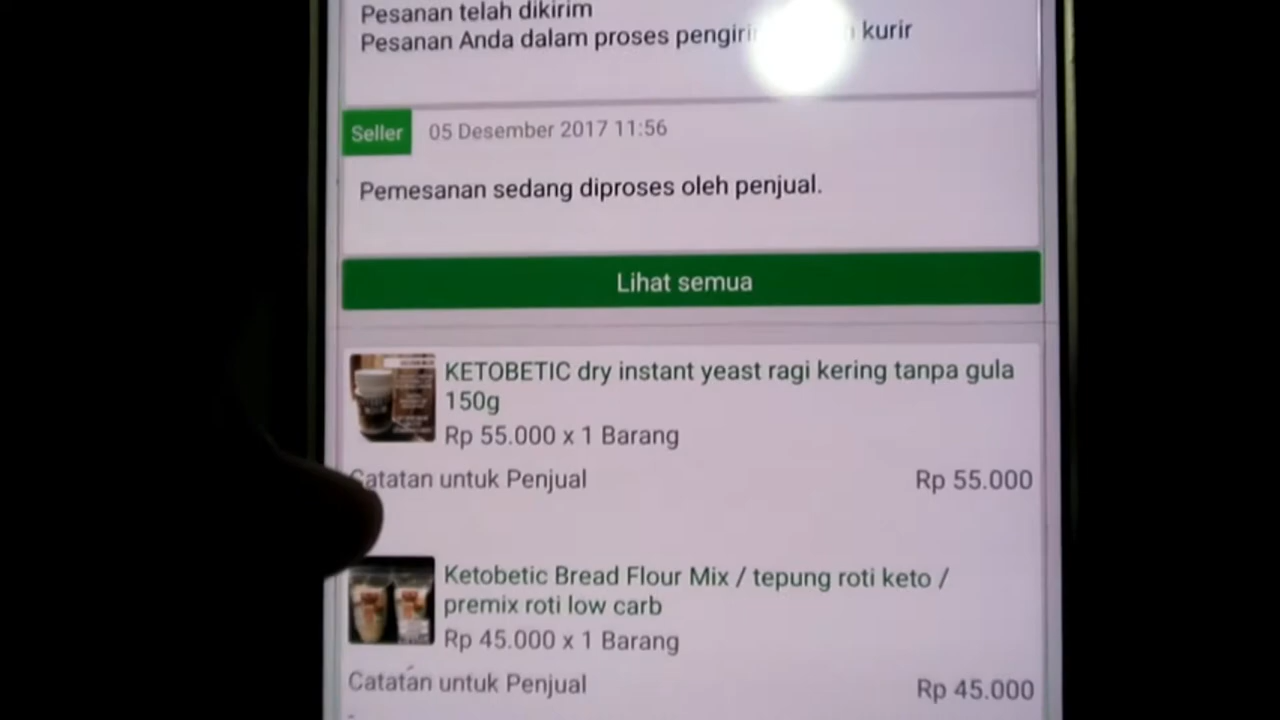 Pesanan telah dikirim
Pesanan Anda dalam proses kurir
Seller
05 Desember 2017 11:56
Pemesanan sedang diproses oleh penjual.
Lihat semua
KETOBETIC dry instant yeast ragi kering tanpa gula
150g
Rp 55.000 x 1 Barang
Catatan untuk Penjual
Rp 55.000
Ketobetic Bread Flour Mix / tepung roti keto /
premix roti low carb
Rp 45.000 x 1 Barang
Catatan untuk Penjual
Rp 45.000